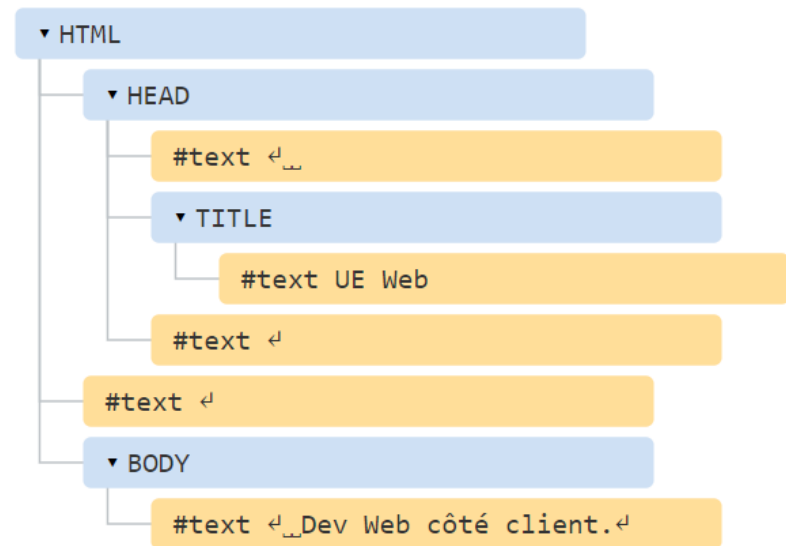 ▾ HTML
▾ HEAD
#text ↵␣␣
▾ TITLE
#text UE Web
#text ↵
#text ↵
▾ BODY
#text ↵␣␣Dev Web côté client.↵